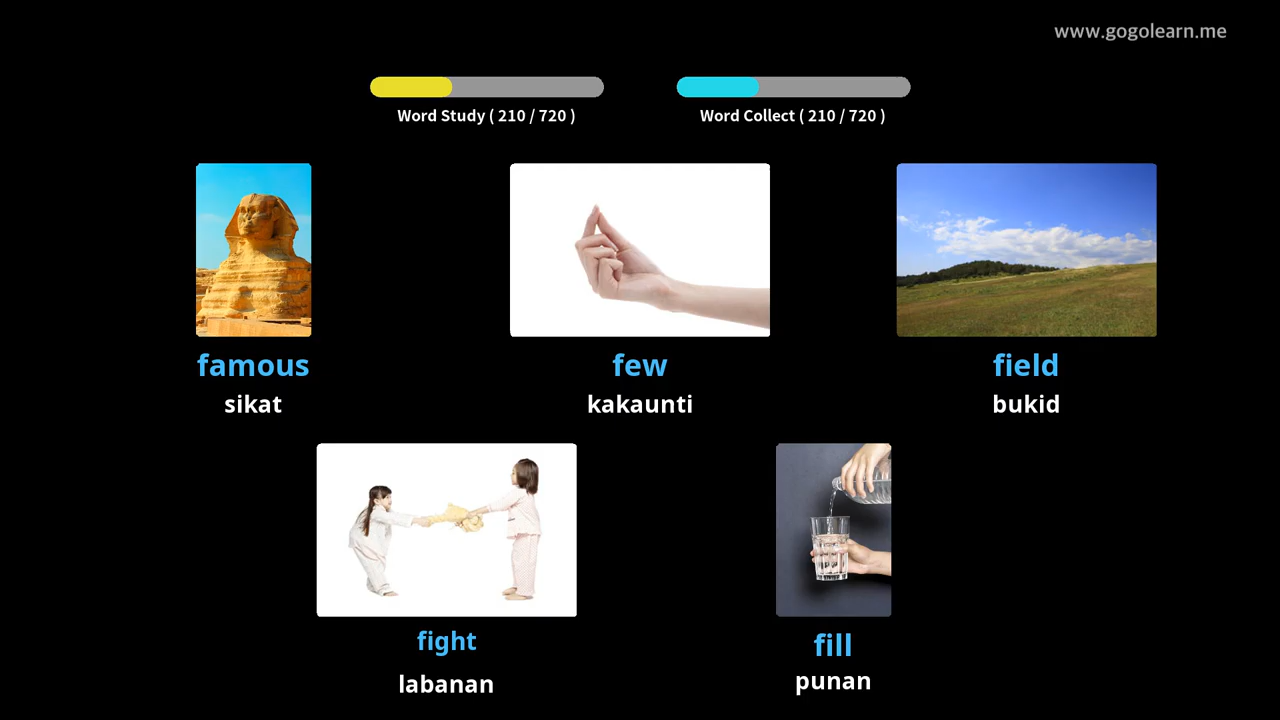 www.gogolearn.me
Word Study ( 210 / 720 )
Word Collect ( 210 / 720 )
famous
sikat
few
kakaunti
field
bukid
fight
labanan
fill
punan